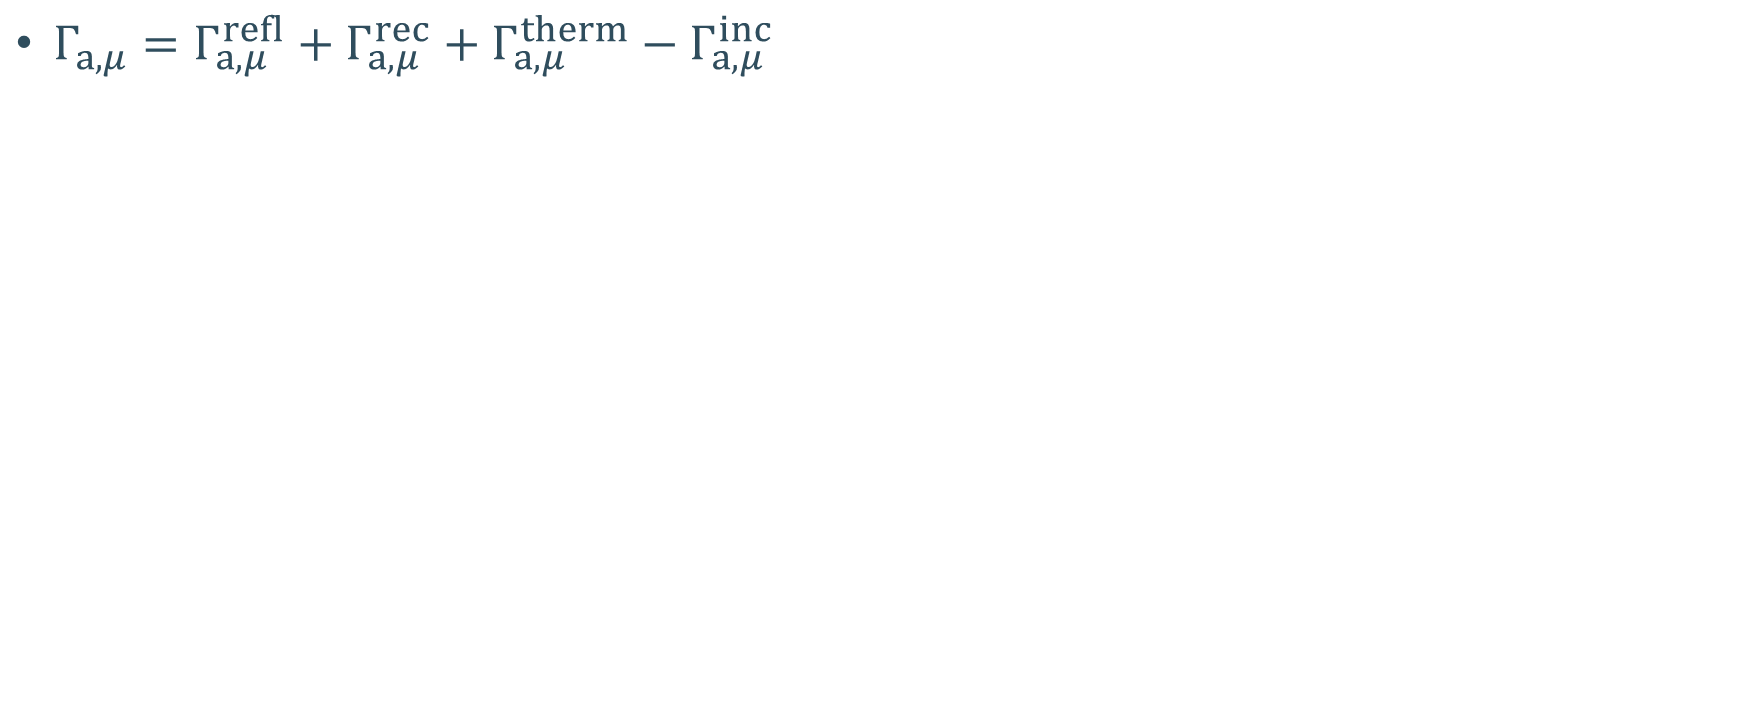 • Γ_{a,μ} = Γ_{a,μ}^{refl} + Γ_{a,μ}^{rec} + Γ_{a,μ}^{therm} − Γ_{a,μ}^{inc}